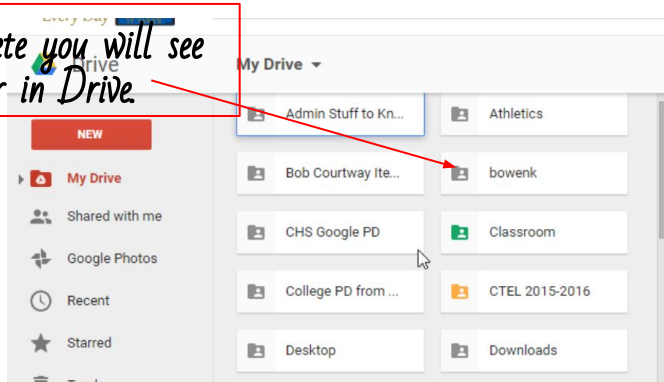 Every Day
ete you will see
r in Drive.
Drive
My Drive
Admin Stuff to Kn...
Athletics
NEW
My Drive
Bob Courtway Ite...
bowenk
Shared with me
CHS Google PD
Classroom
Google Photos
College PD from ...
CTEL 2015-2016
Recent
Starred
Desktop
Downloads